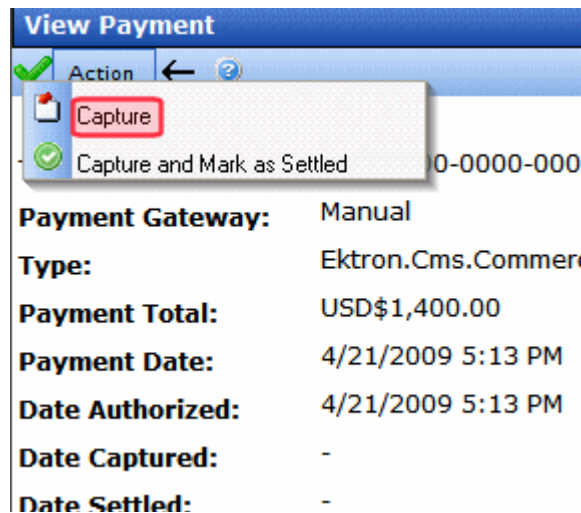 View Payment
Action
Capture
Capture and Mark as Settled
0-0000-000
Payment Gateway: Manual
Type: Ektron.Cms.Commer
Payment Total: USD$1,400.00
Payment Date: 4/21/2009 5:13 PM
Date Authorized: 4/21/2009 5:13 PM
Date Captured: -
Date Settled: -